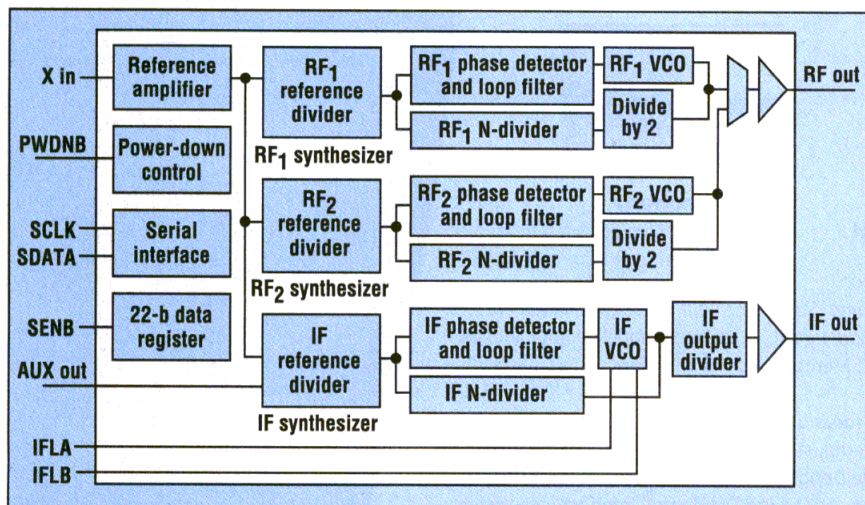 X in
Reference
amplifier
RF1
reference
divider
RF1 synthesizer
RF1 phase detector
and loop filter
RF1 VCO
RF1 N-divider
Divide
by 2
RF out
PWDNB
Power-down
control
SCLK
SDATA
Serial
interface
RF2
reference
divider
RF2 synthesizer
RF2 phase detector
and loop filter
RF2 VCO
RF2 N-divider
Divide
by 2
SENB
22-b data
register
AUX out
IF
reference
divider
IF synthesizer
IF phase detector
and loop filter
IF
VCO
IF N-divider
IF
output
divider
IF out
IFLA
IFLB